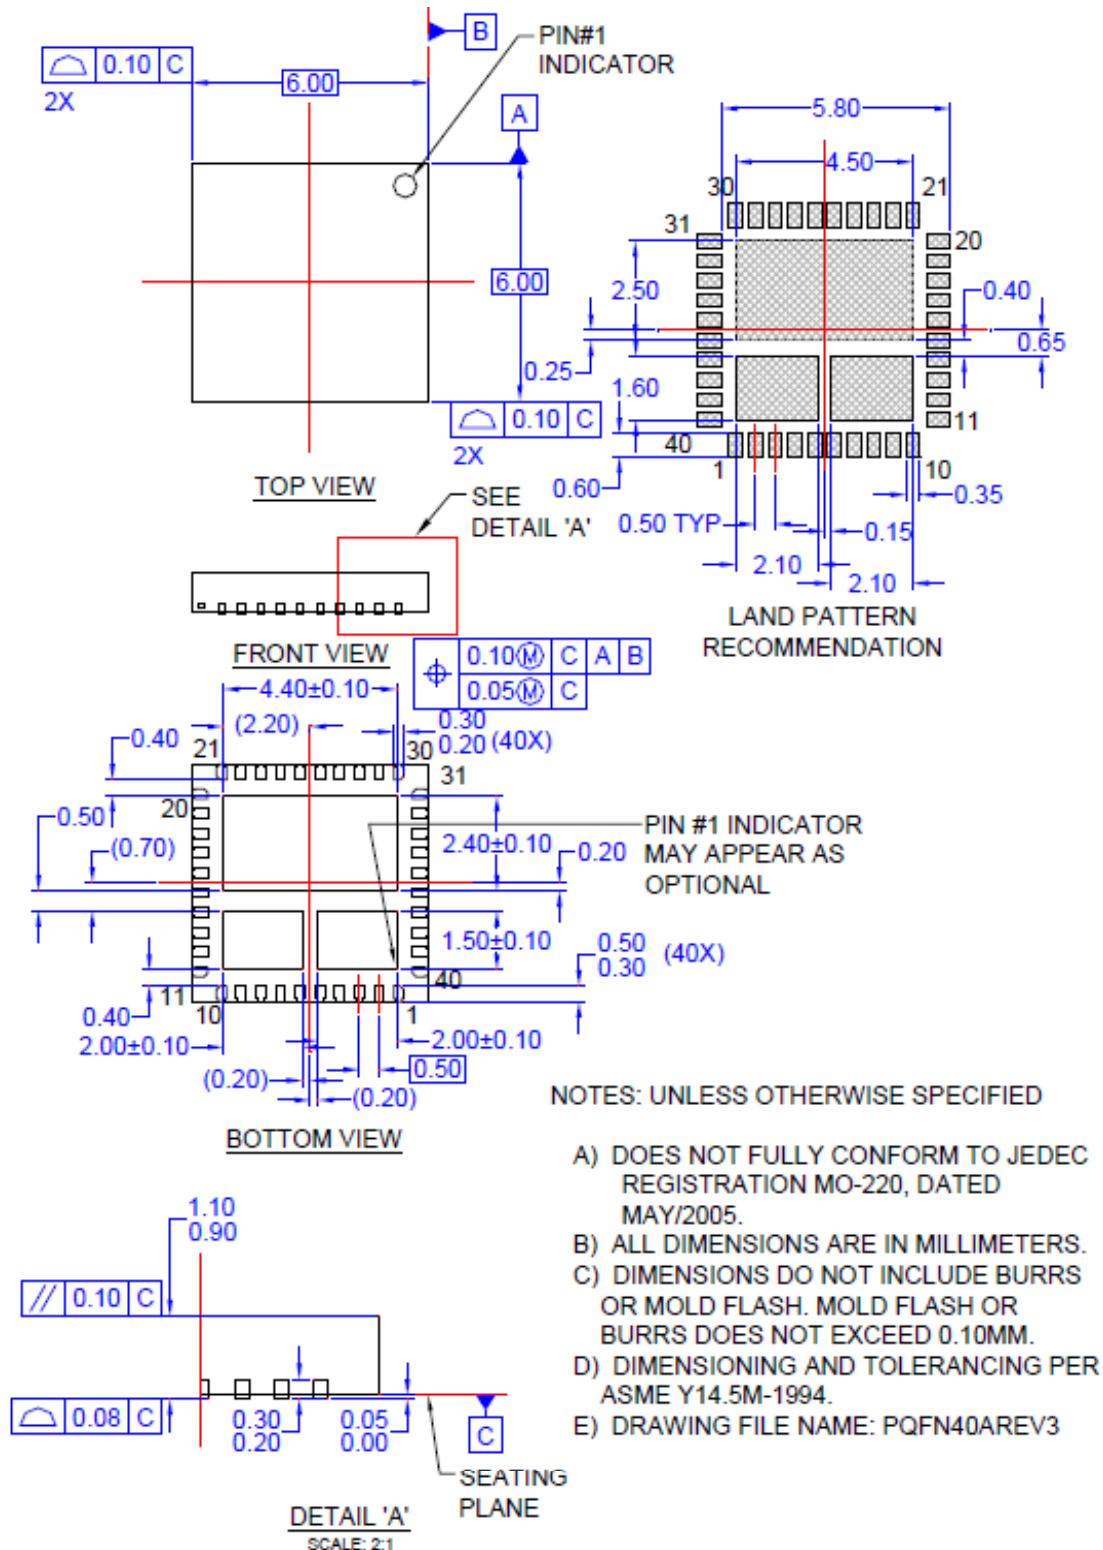 B
PIN#1
INDICATOR
0.10 C
2X
6.00
A
6.00
0.10 C
2X
TOP VIEW
5.80
4.50
30
21
31
20
2.50
0.40
0.65
0.25
1.60
40
11
1
10
0.60
0.35
0.50 TYP
0.15
2.10
2.10
LAND PATTERN
RECOMMENDATION
SEE
DETAIL 'A'
FRONT VIEW
0.10Ⓜ C A B
0.05Ⓜ C
4.40±0.10
(2.20)
0.30
0.20 (40X)
0.40
21
30
31
20
0.50
(0.70)
2.40±0.10
0.20
PIN #1 INDICATOR
MAY APPEAR AS
OPTIONAL
1.50±0.10
0.50
0.30 (40X)
40
11
10
1
0.40
2.00±0.10
2.00±0.10
0.50
(0.20)
(0.20)
BOTTOM VIEW
NOTES: UNLESS OTHERWISE SPECIFIED
A) DOES NOT FULLY CONFORM TO JEDEC
REGISTRATION MO-220, DATED
MAY/2005.
B) ALL DIMENSIONS ARE IN MILLIMETERS.
C) DIMENSIONS DO NOT INCLUDE BURRS
OR MOLD FLASH. MOLD FLASH OR
BURRS DOES NOT EXCEED 0.10MM.
D) DIMENSIONING AND TOLERANCING PER
ASME Y14.5M-1994.
E) DRAWING FILE NAME: PQFN40AREV3
1.10
0.90
// 0.10 C
0.08 C
0.30
0.20
0.05
0.00
C
SEATING
PLANE
DETAIL 'A'
SCALE: 2:1